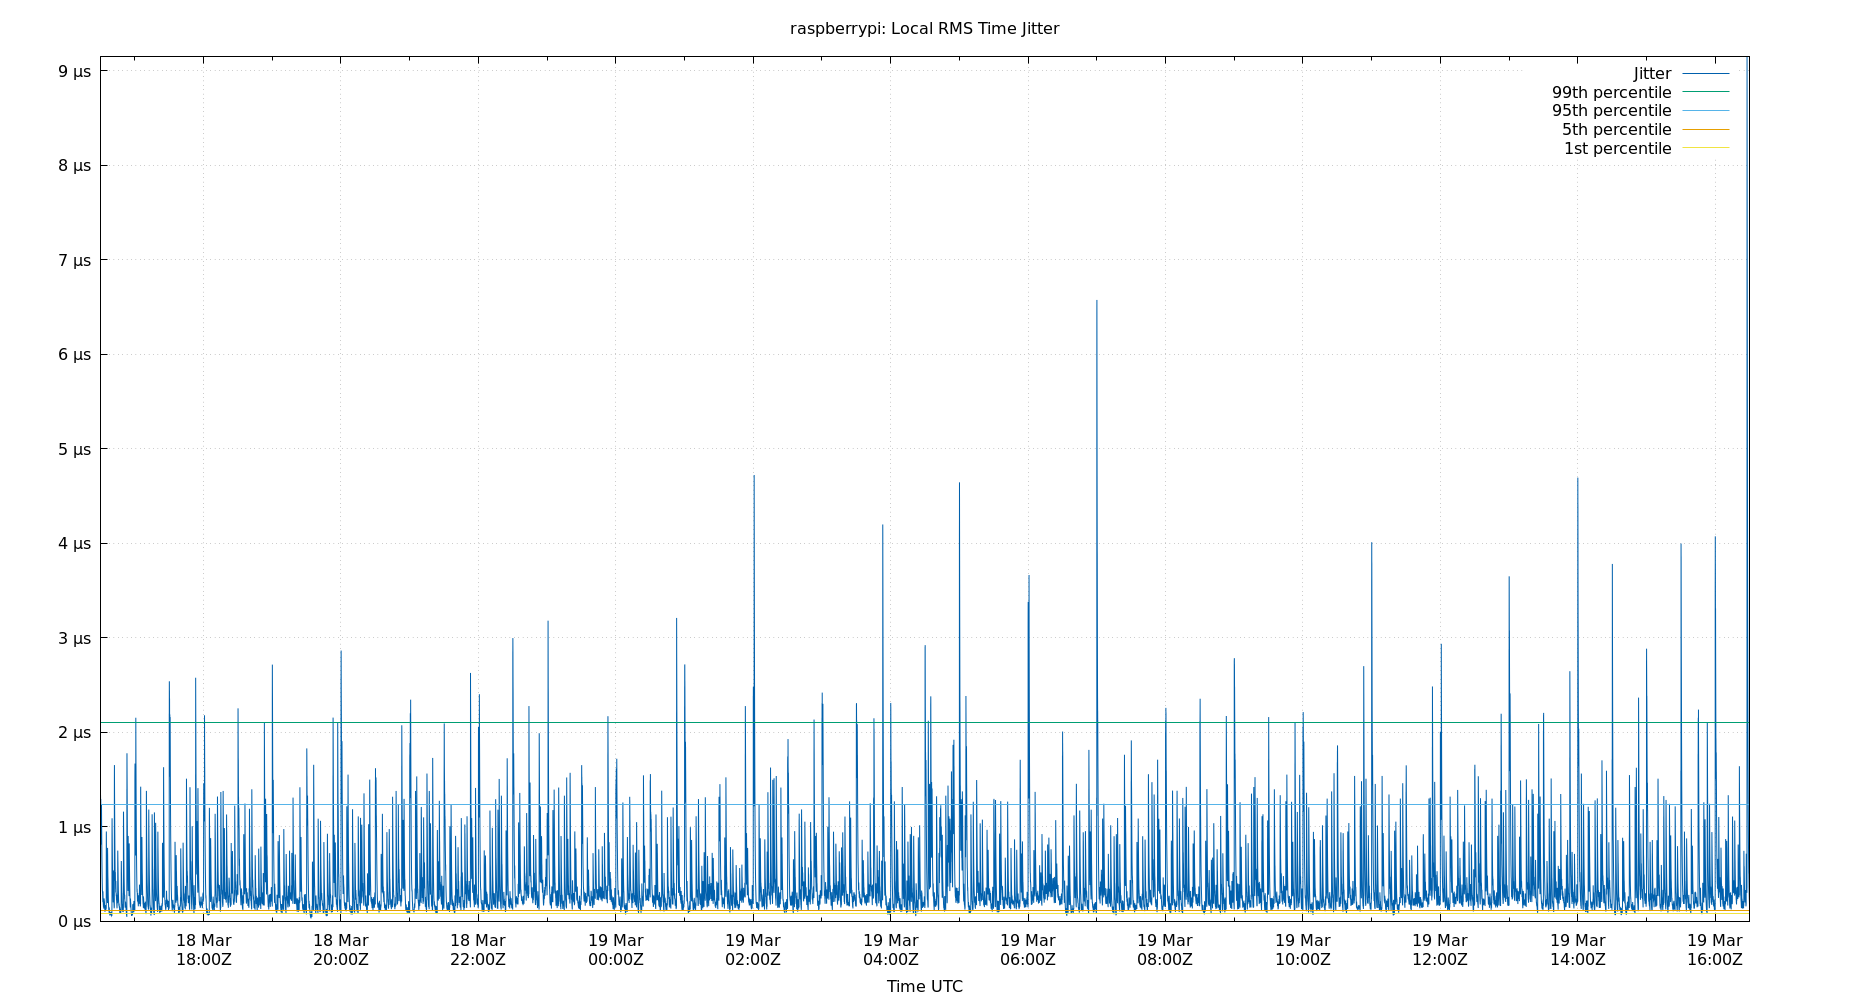 raspberrypi: Local RMS Time Jitter
9 µs
8 µs
7 µs
6 µs
5 µs
4 µs
3 µs
2 µs
1 µs
0 µs
Jitter
99th percentile
95th percentile
5th percentile
1st percentile
18 Mar
18:00Z
18 Mar
20:00Z
18 Mar
22:00Z
19 Mar
00:00Z
19 Mar
02:00Z
19 Mar
04:00Z
19 Mar
06:00Z
19 Mar
08:00Z
19 Mar
10:00Z
19 Mar
12:00Z
19 Mar
14:00Z
19 Mar
16:00Z
Time UTC